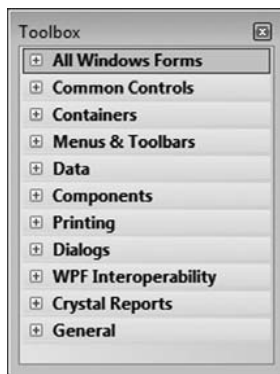 Toolbox
All Windows Forms
Common Controls
Containers
Menus & Toolbars
Data
Components
Printing
Dialogs
WPF Interoperability
Crystal Reports
General